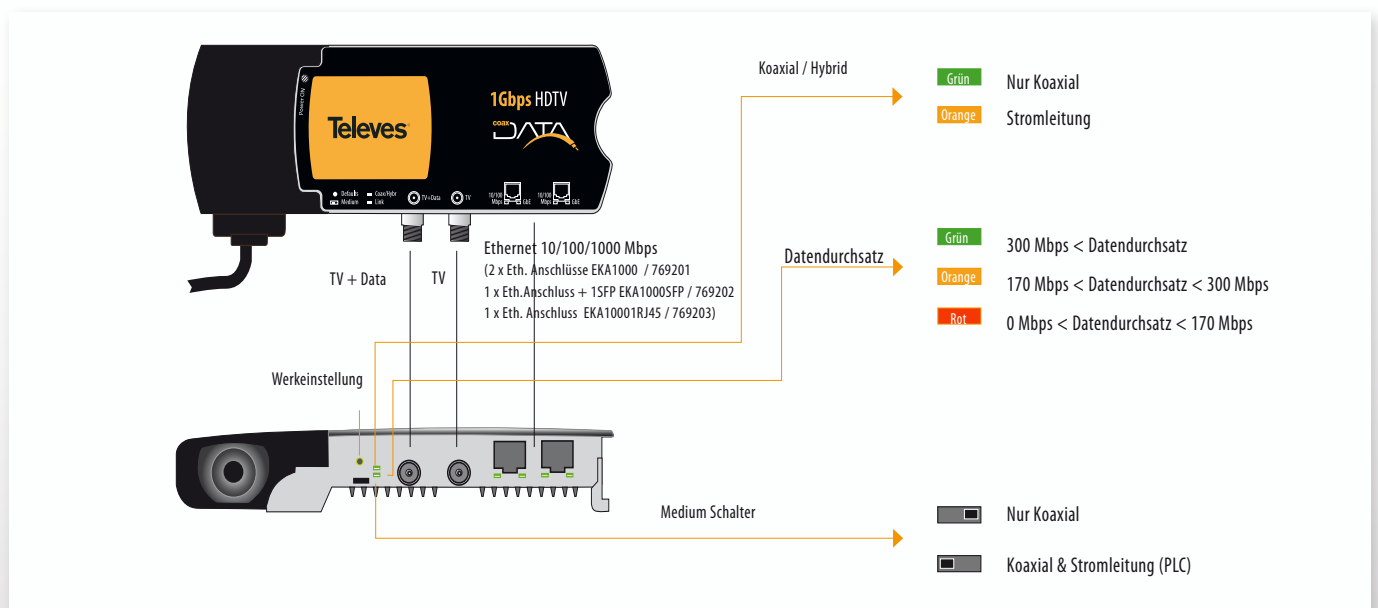 Power ON
Televes
1Gbps HDTV
coax
DATA
Defaults
Coax/Hybr
Medium
Link
TV+Data
TV
10/100
Mbps
GbE
10/100
Mbps
GbE
TV + Data
TV
Ethernet 10/100/1000 Mbps
(2 x Eth. Anschlüsse EKA1000 / 769201
1 x Eth.Anschluss + 1SFP EKA1000SFP / 769202
1 x Eth. Anschluss EKA10001RJ45 / 769203)
Koaxial / Hybrid
Grün Nur Koaxial
Orange Stromleitung
Datendurchsatz
Grün 300 Mbps < Datendurchsatz
Orange 170 Mbps < Datendurchsatz < 300 Mbps
Rot 0 Mbps < Datendurchsatz < 170 Mbps
Werkeinstellung
Medium Schalter
Nur Koaxial
Koaxial & Stromleitung (PLC)